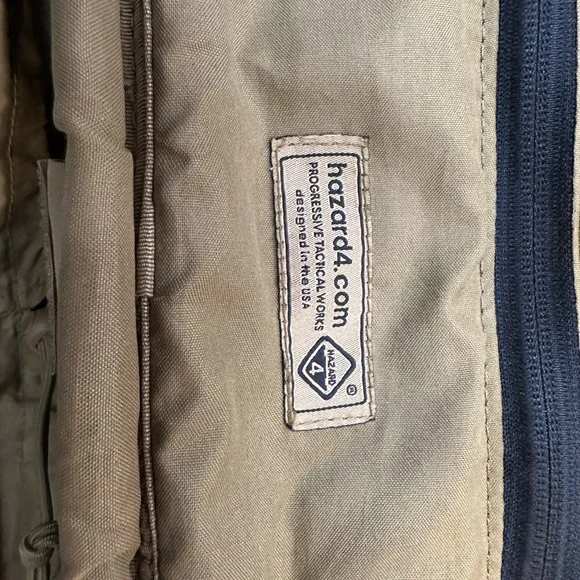 hazard4.com
PROGRESSIVE TACTICAL WORKS
designed in the USA
HAZARD
4
®